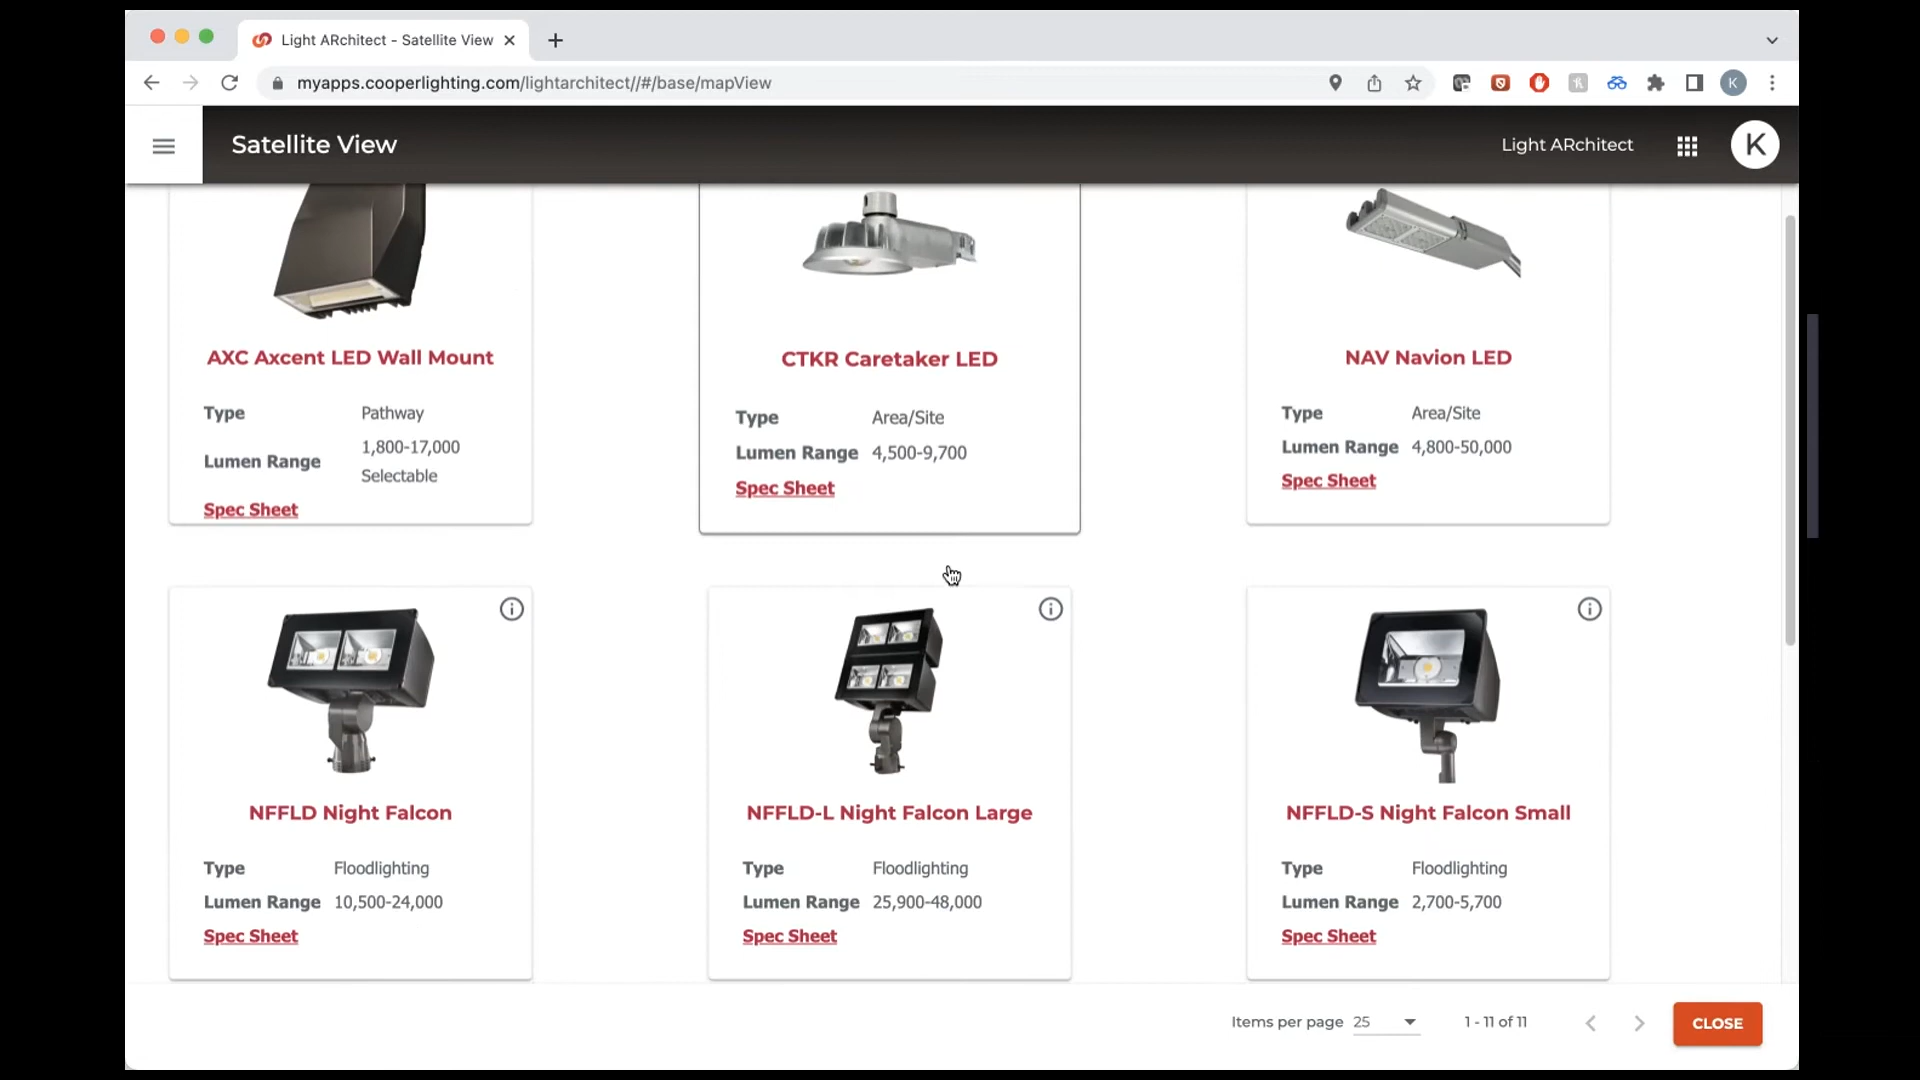 Light ARchitect - Satellite View
myapps.cooperlighting.com/lightarchitect//#/base/mapView
K
Satellite View
Light ARchitect
K
AXC Axcent LED Wall Mount
Type Pathway
Lumen Range 1,800-17,000 Selectable
Spec Sheet
CTKR Caretaker LED
Type Area/Site
Lumen Range 4,500-9,700
Spec Sheet
NAV Navion LED
Type Area/Site
Lumen Range 4,800-50,000
Spec Sheet
NFFLD Night Falcon
Type Floodlighting
Lumen Range 10,500-24,000
Spec Sheet
NFFLD-L Night Falcon Large
Type Floodlighting
Lumen Range 25,900-48,000
Spec Sheet
NFFLD-S Night Falcon Small
Type Floodlighting
Lumen Range 2,700-5,700
Spec Sheet
Items per page 25 1 - 11 of 11 CLOSE